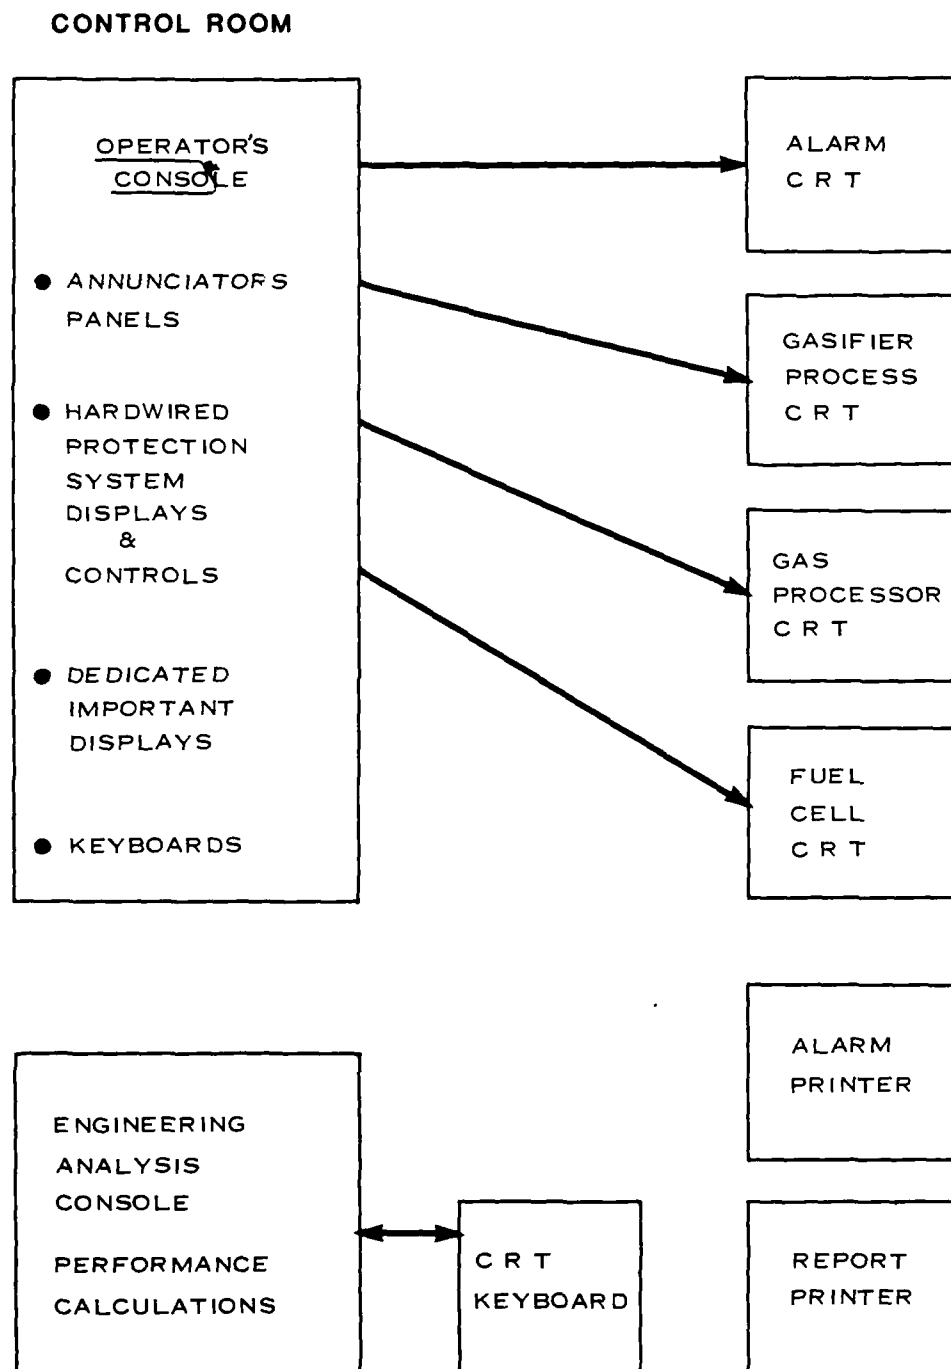 CONTROL ROOM
OPERATOR'S
CONSOLE
● ANNUNCIATORS
PANELS
● HARDWIRED
PROTECTION
SYSTEM
DISPLAYS
&
CONTROLS
● DEDICATED
IMPORTANT
DISPLAYS
● KEYBOARDS
ALARM
CRT
GASIFIER
PROCESS
CRT
GAS
PROCESSOR
CRT
FUEL
CELL
CRT
ENGINEERING
ANALYSIS
CONSOLE
PERFORMANCE
CALCULATIONS
CRT
KEYBOARD
ALARM
PRINTER
REPORT
PRINTER